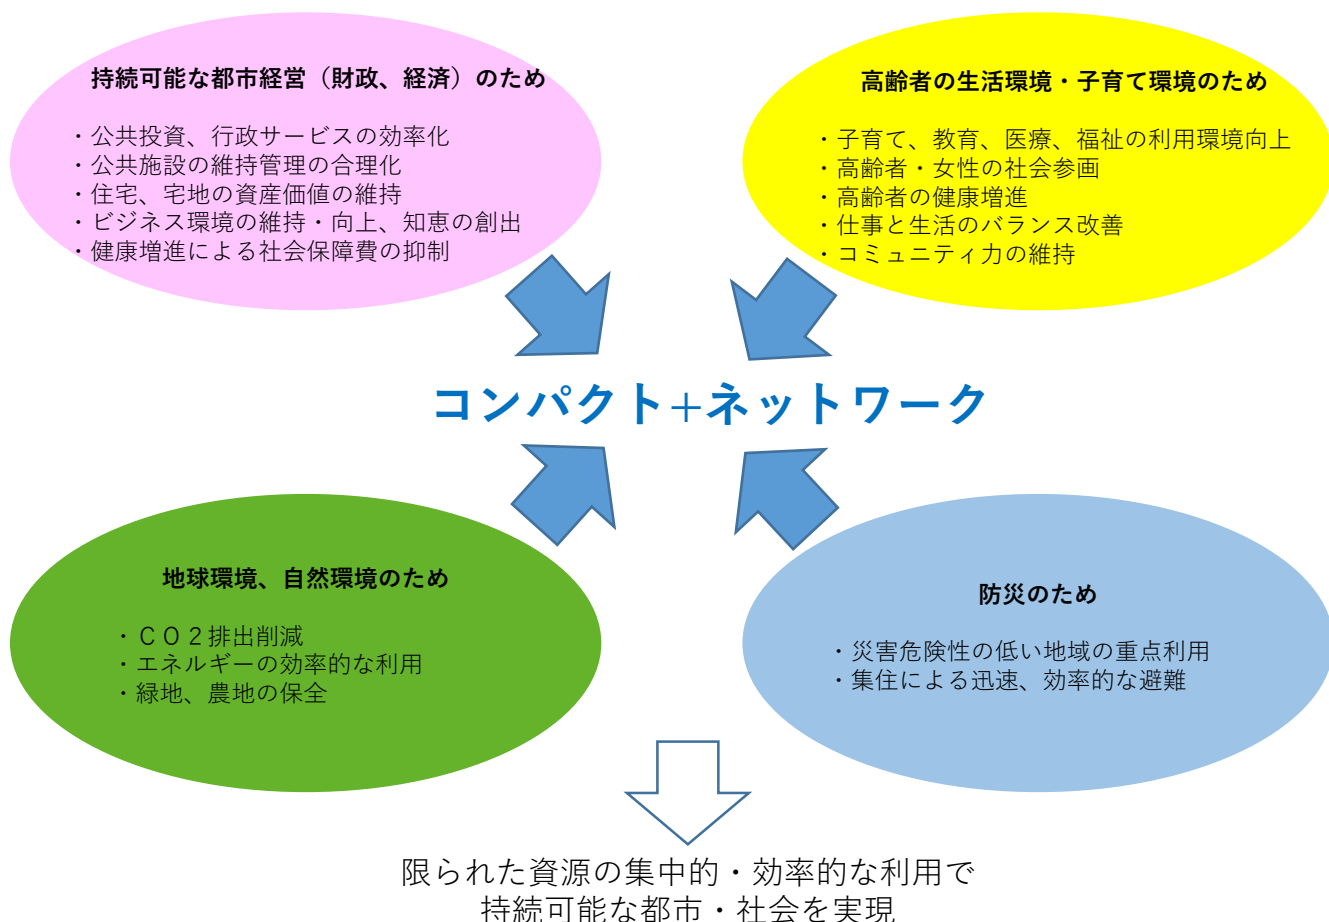 持続可能な都市経営（財政、経済）のため
・公共投資、行政サービスの効率化
・公共施設の維持管理の合理化
・住宅、宅地の資産価値の維持
・ビジネス環境の維持・向上、知恵の創出
・健康増進による社会保障費の抑制
高齢者の生活環境・子育て環境のため
・子育て、教育、医療、福祉の利用環境向上
・高齢者・女性の社会参画
・高齢者の健康増進
・仕事と生活のバランス改善
・コミュニティ力の維持
コンパクト+ネットワーク
地球環境、自然環境のため
・ＣＯ２排出削減
・エネルギーの効率的な利用
・緑地、農地の保全
防災のため
・災害危険性の低い地域の重点利用
・集住による迅速、効率的な避難
限られた資源の集中的・効率的な利用で
持続可能な都市・社会を実現